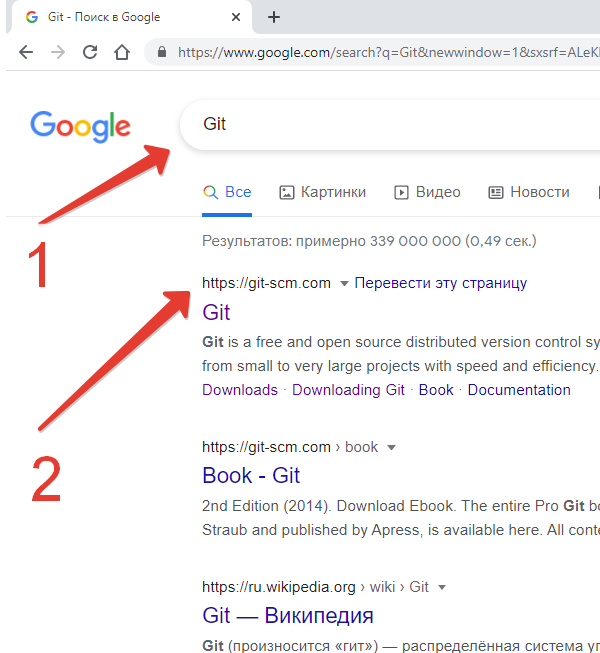 Git - Поиск в Google
https://www.google.com/search?q=Git&newwindow=1&sxsrf=ALeK
Google
Git
Все Картинки Видео Новости
1
Результатов: примерно 339 000 000 (0,49 сек.)
https://git-scm.com Перевести эту страницу
Git
Git is a free and open source distributed version control sy
from small to very large projects with speed and efficiency.
Downloads · Downloading Git · Book · Documentation
2
https://git-scm.com › book
Book - Git
2nd Edition (2014). Download Ebook. The entire Pro Git bo
Straub and published by Apress, is available here. All conte
https://ru.wikipedia.org › wiki › Git
Git — Википедия
Git (произносится «гит») — распределённая система уп